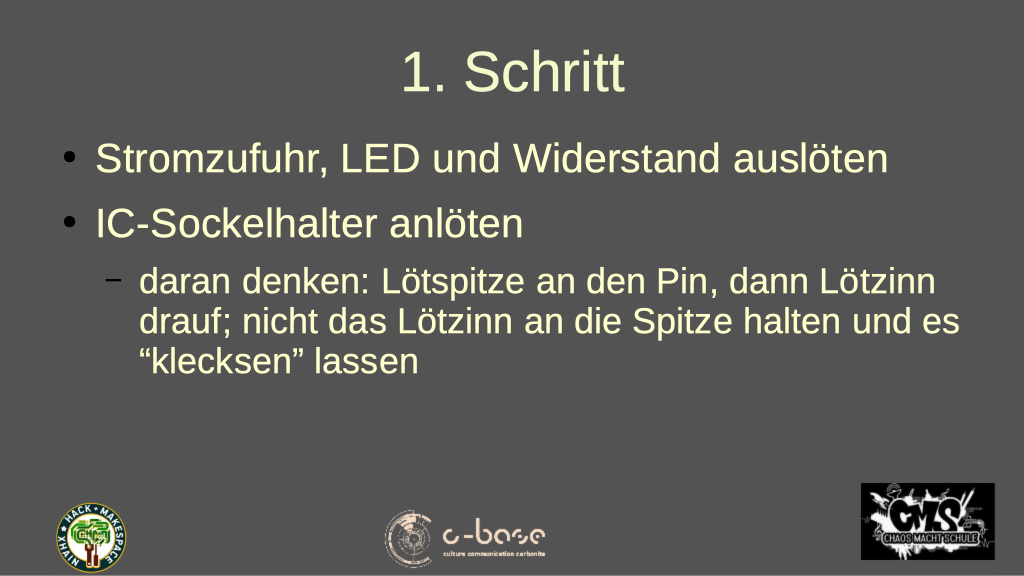 1. Schritt
• Stromzufuhr, LED und Widerstand auslöten
• IC-Sockelhalter anlöten
– daran denken: Lötspitze an den Pin, dann Lötzinn
drauf; nicht das Lötzinn an die Spitze halten und es
“klecksen” lassen
HACK + MAKESPACE
xHAIN
c-base
culture communication carbonite
CMS
CHAOS MACHT SCHULE